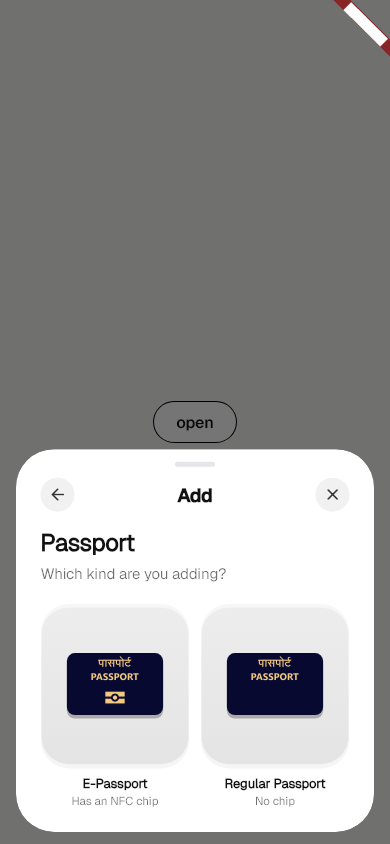 open
Add
Passport
Which kind are you adding?
पासपोर्ट
PASSPORT
पासपोर्ट
PASSPORT
E-Passport
Has an NFC chip
Regular Passport
No chip